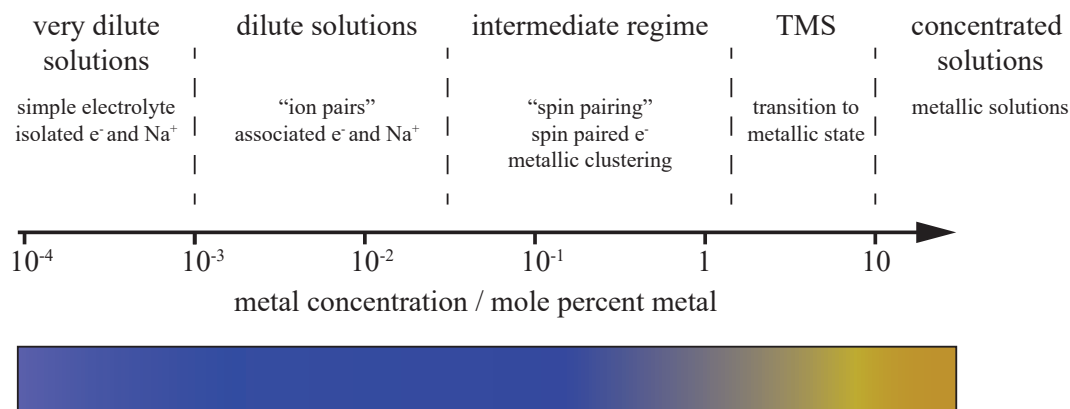 very dilute
solutions
dilute solutions
intermediate regime
TMS
concentrated
solutions
simple electrolyte
isolated e⁻ and Na⁺
“ion pairs”
associated e⁻ and Na⁺
“spin pairing”
spin paired e⁻
metallic clustering
transition to
metallic state
metallic solutions
10⁻⁴
10⁻³
10⁻²
10⁻¹
1
10
metal concentration / mole percent metal